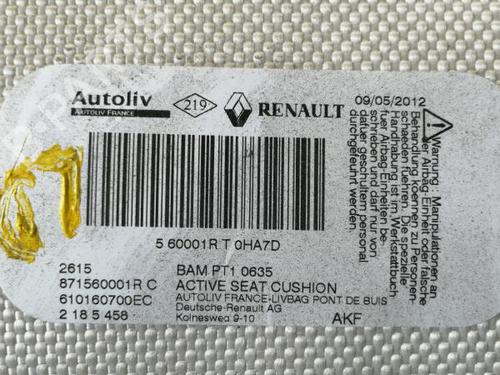 Autoliv
AUTOLIV FRANCE
219
RENAULT
09/05/2012
Warnung: Manipulationen an
der Airbag-Einheit oder falsche
Behandlung koennen zu Personen-
schaeden fuehren. Die spezielle
Handhabung ist im Werkstattbuch
fuer Airbag-Einheiten be-
schrieben und darf nur von
dafuer geschultem personal
durchgefuehrt werden.
5 60001R T 0HA7D
2615
BAM PT1 0635
871560001R C
ACTIVE SEAT CUSHION
610160700EC
AUTOLIV FRANCE-LIVBAG PONT DE BUIS
Deutsche-Renault AG
2 18 5 458
Kolnesweg 9-10
AKF